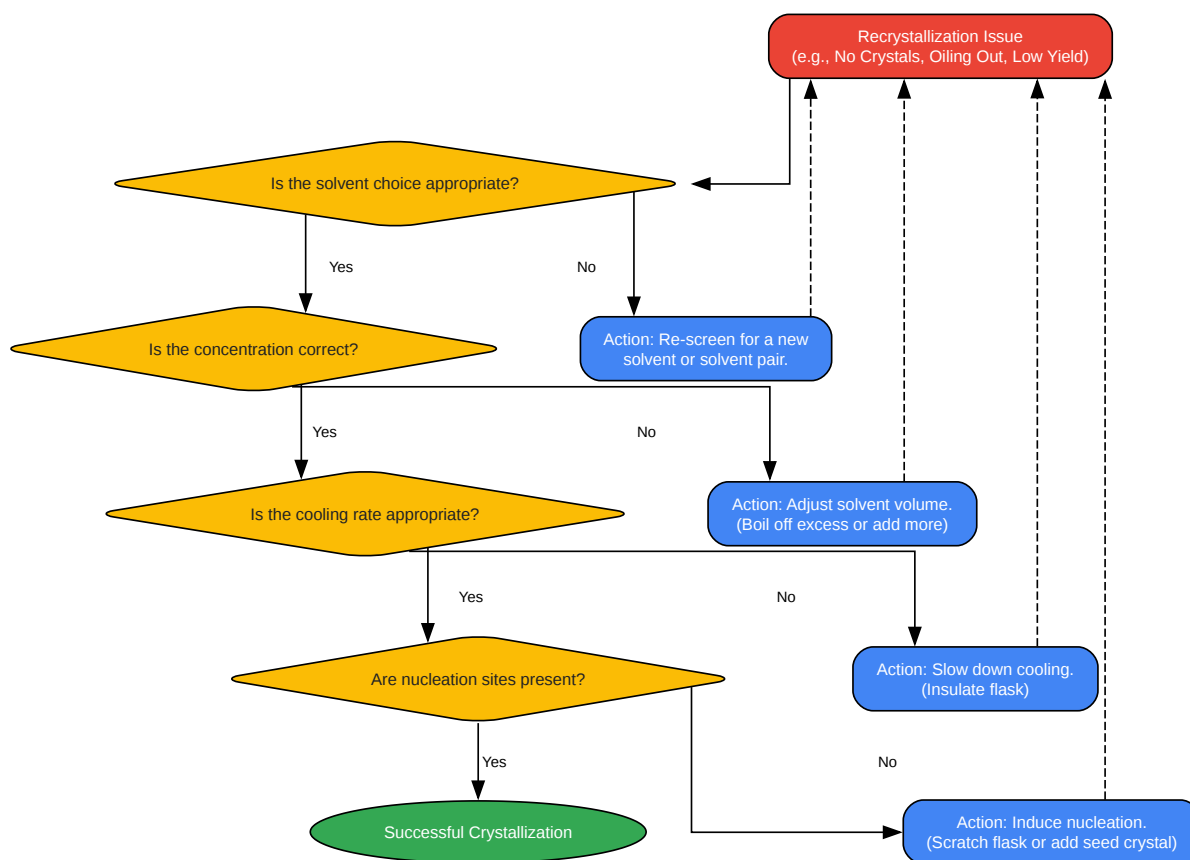 Recrystallization Issue
(e.g., No Crystals, Oiling Out, Low Yield)
Is the solvent choice appropriate?
Yes
No
Is the concentration correct?
Action: Re-screen for a new
solvent or solvent pair.
Yes
No
Is the cooling rate appropriate?
Action: Adjust solvent volume.
(Boil off excess or add more)
Yes
No
Are nucleation sites present?
Action: Slow down cooling.
(Insulate flask)
Yes
No
Successful Crystallization
Action: Induce nucleation.
(Scratch flask or add seed crystal)